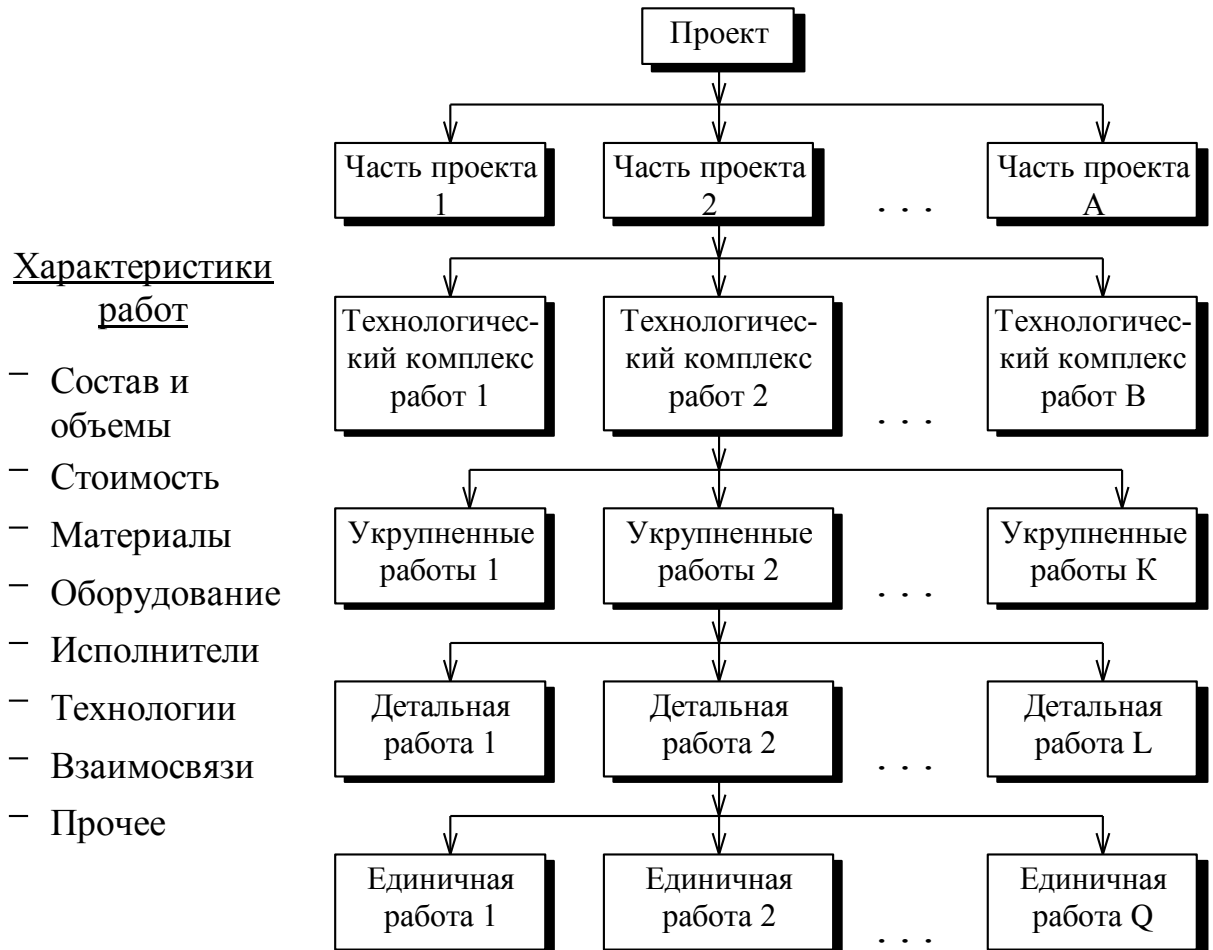 Проект
Часть проекта
1
Часть проекта
2
. . .
Часть проекта
А
Характеристики
работ
– Состав и
объемы
– Стоимость
– Материалы
– Оборудование
– Исполнители
– Технологии
– Взаимосвязи
– Прочее
Технологичес-
кий комплекс
работ 1
Технологичес-
кий комплекс
работ 2
. . .
Технологичес-
кий комплекс
работ В
Укрупненные
работы 1
Укрупненные
работы 2
. . .
Укрупненные
работы К
Детальная
работа 1
Детальная
работа 2
. . .
Детальная
работа L
Единичная
работа 1
Единичная
работа 2
. . .
Единичная
работа Q